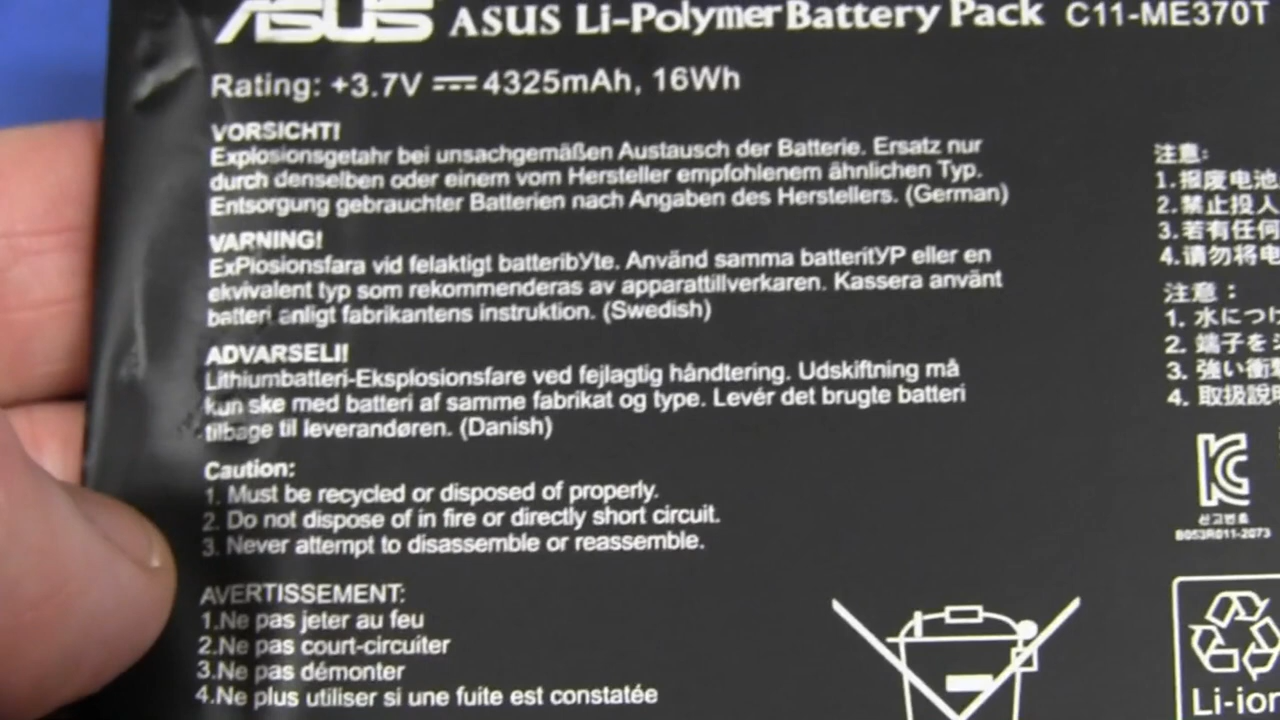 ASUS ASUS Li-Polymer Battery Pack C11-ME370T
Rating: +3.7V 4325mAh, 16Wh
VORSICHT!
Explosionsgetahr bei unsachgemäßen Austausch der Batterie. Ersatz nur
durch denselben oder einem vom Hersteller empfohlenem ähnlichen Typ.
Entsorgung gebrauchter Batterien nach Angaben des Herstellers. (German)
VARNING!
ExPlosionsfara vid felaktigt batteribYte. Använd samma batteritYP eller en
ekvivalent typ som rekommenderas av apparattillverkaren. Kassera använt
batteri enligt fabrikantens instruktion. (Swedish)
ADVARSELI!
Lithiumbatteri-Eksplosionsfare ved fejlagtig håndtering. Udskiftning må
kun ske med batteri af samme fabrikat og type. Levér det brugte batteri
tilbage til leverandøren. (Danish)
Caution:
1. Must be recycled or disposed of properly.
2. Do not dispose of in fire or directly short circuit.
3. Never attempt to disassemble or reassemble.
AVERTISSEMENT:
1.Ne pas jeter au feu
2.Ne pas court-circuiter
3.Ne pas démonter
4.Ne plus utiliser si une fuite est constatée
注意:
1.报废电池
2.禁止投入
3.若有任何
4.请勿将电
注意：
1. 水につけ
2. 端子を
3. 強い衝撃
4. 取扱説明
신고번호
B053R011-2073
Li-ion